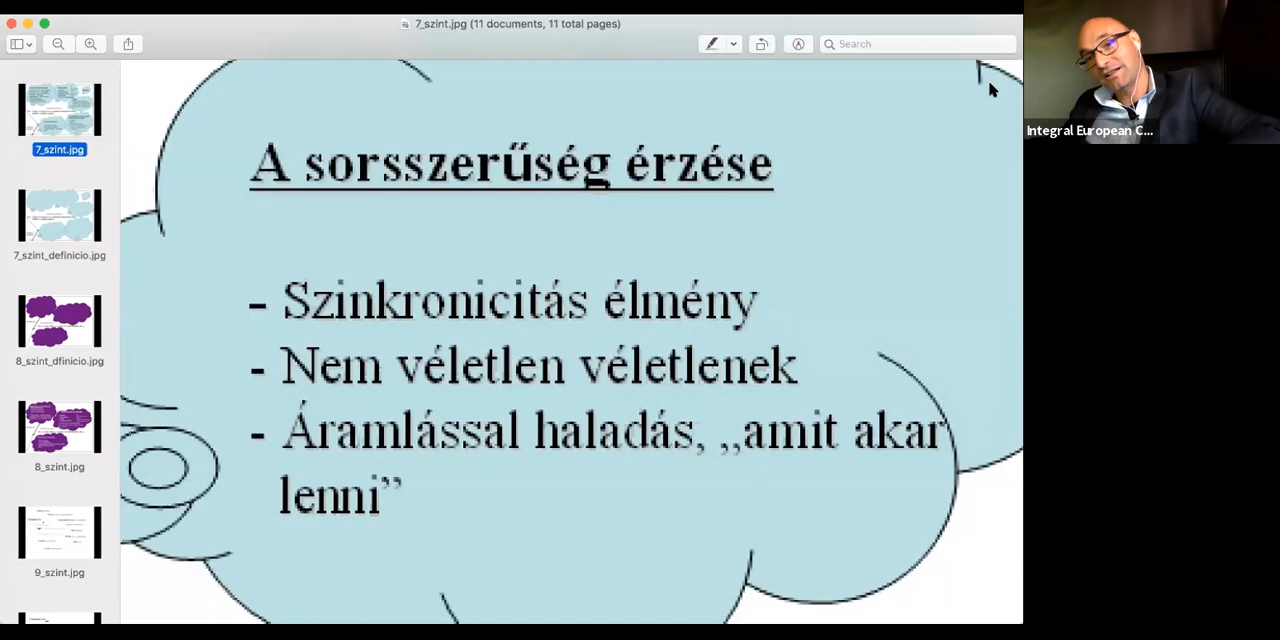 7_szint.jpg (11 documents, 11 total pages)
Search
7_szint.jpg
7_szint_definicio.jpg
8_szint_dfinicio.jpg
8_szint.jpg
9_szint.jpg
A sorsszerűség érzése
- Szinkronicitás élmény
- Nem véletlen véletlenek
- Áramlással haladás, „amit akar
lenni”
Integral European C...